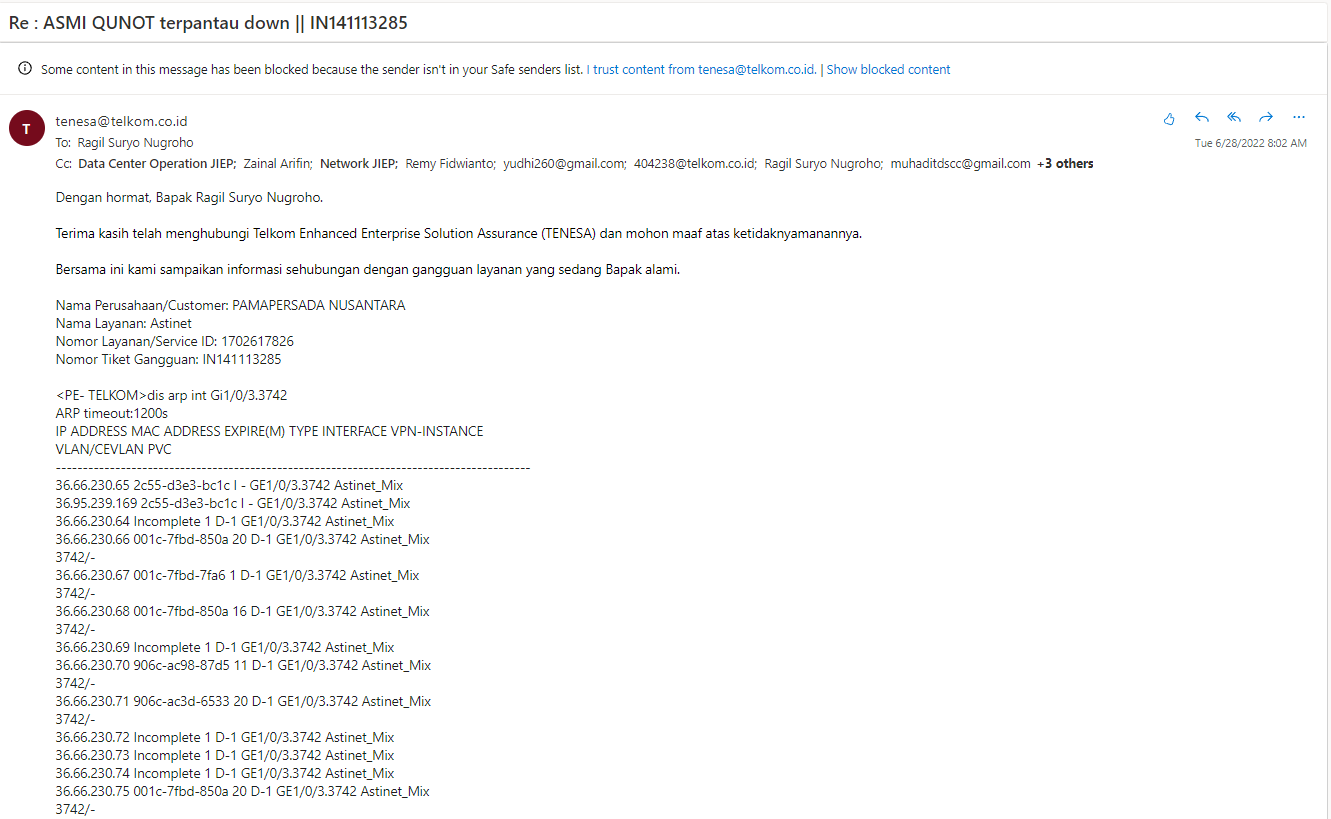 Re : ASMI QUNOT terpantau down || IN141113285
Some content in this message has been blocked because the sender isn't in your Safe senders list. I trust content from tenesa@telkom.co.id. | Show blocked content
T
tenesa@telkom.co.id
To: Ragil Suryo Nugroho
Tue 6/28/2022 8:02 AM
Cc: Data Center Operation JIEP; Zainal Arifin; Network JIEP; Remy Fidwianto; yudhi260@gmail.com; 404238@telkom.co.id; Ragil Suryo Nugroho; muhaditdscc@gmail.com +3 others
Dengan hormat, Bapak Ragil Suryo Nugroho.
Terima kasih telah menghubungi Telkom Enhanced Enterprise Solution Assurance (TENESA) dan mohon maaf atas ketidaknyamanannya.
Bersama ini kami sampaikan informasi sehubungan dengan gangguan layanan yang sedang Bapak alami.
Nama Perusahaan/Customer: PAMAPERSADA NUSANTARA
Nama Layanan: Astinet
Nomor Layanan/Service ID: 1702617826
Nomor Tiket Gangguan: IN141113285
<PE- TELKOM>dis arp int Gi1/0/3.3742
ARP timeout:1200s
IP ADDRESS MAC ADDRESS EXPIRE(M) TYPE INTERFACE VPN-INSTANCE
VLAN/CEVLAN PVC
------------------------------------------------------------------------------------------
36.66.230.65 2c55-d3e3-bc1c I - GE1/0/3.3742 Astinet_Mix
36.95.239.169 2c55-d3e3-bc1c I - GE1/0/3.3742 Astinet_Mix
36.66.230.64 Incomplete 1 D-1 GE1/0/3.3742 Astinet_Mix
36.66.230.66 001c-7fbd-850a 20 D-1 GE1/0/3.3742 Astinet_Mix
3742/-
36.66.230.67 001c-7fbd-7fa6 1 D-1 GE1/0/3.3742 Astinet_Mix
3742/-
36.66.230.68 001c-7fbd-850a 16 D-1 GE1/0/3.3742 Astinet_Mix
3742/-
36.66.230.69 Incomplete 1 D-1 GE1/0/3.3742 Astinet_Mix
36.66.230.70 906c-ac98-87d5 11 D-1 GE1/0/3.3742 Astinet_Mix
3742/-
36.66.230.71 906c-ac3d-6533 20 D-1 GE1/0/3.3742 Astinet_Mix
3742/-
36.66.230.72 Incomplete 1 D-1 GE1/0/3.3742 Astinet_Mix
36.66.230.73 Incomplete 1 D-1 GE1/0/3.3742 Astinet_Mix
36.66.230.74 Incomplete 1 D-1 GE1/0/3.3742 Astinet_Mix
36.66.230.75 001c-7fbd-850a 20 D-1 GE1/0/3.3742 Astinet_Mix
3742/-